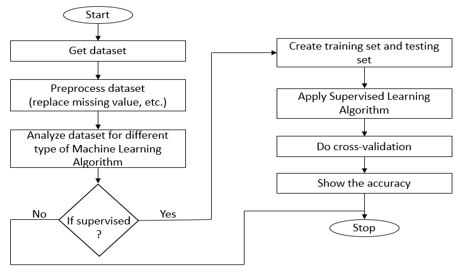 Start
Get dataset
Preprocess dataset
(replace missing value, etc.)
Analyze dataset for different
type of Machine Learning
Algorithm
If supervised
?
No
Yes
Create training set and testing
set
Apply Supervised Learning
Algorithm
Do cross-validation
Show the accuracy
Stop